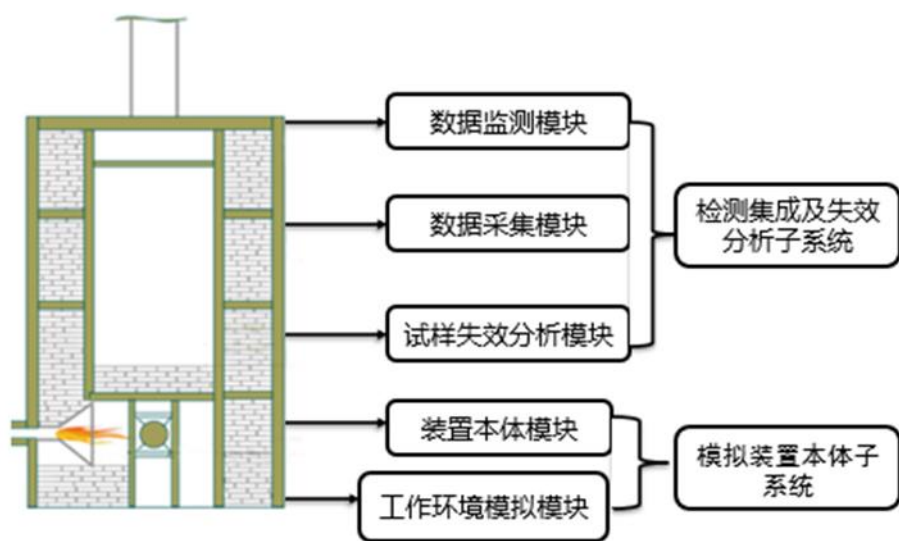 数据监测模块
数据采集模块
试样失效分析模块
检测集成及失效
分析子系统
装置本体模块
工作环境模拟模块
模拟装置本体子
系统